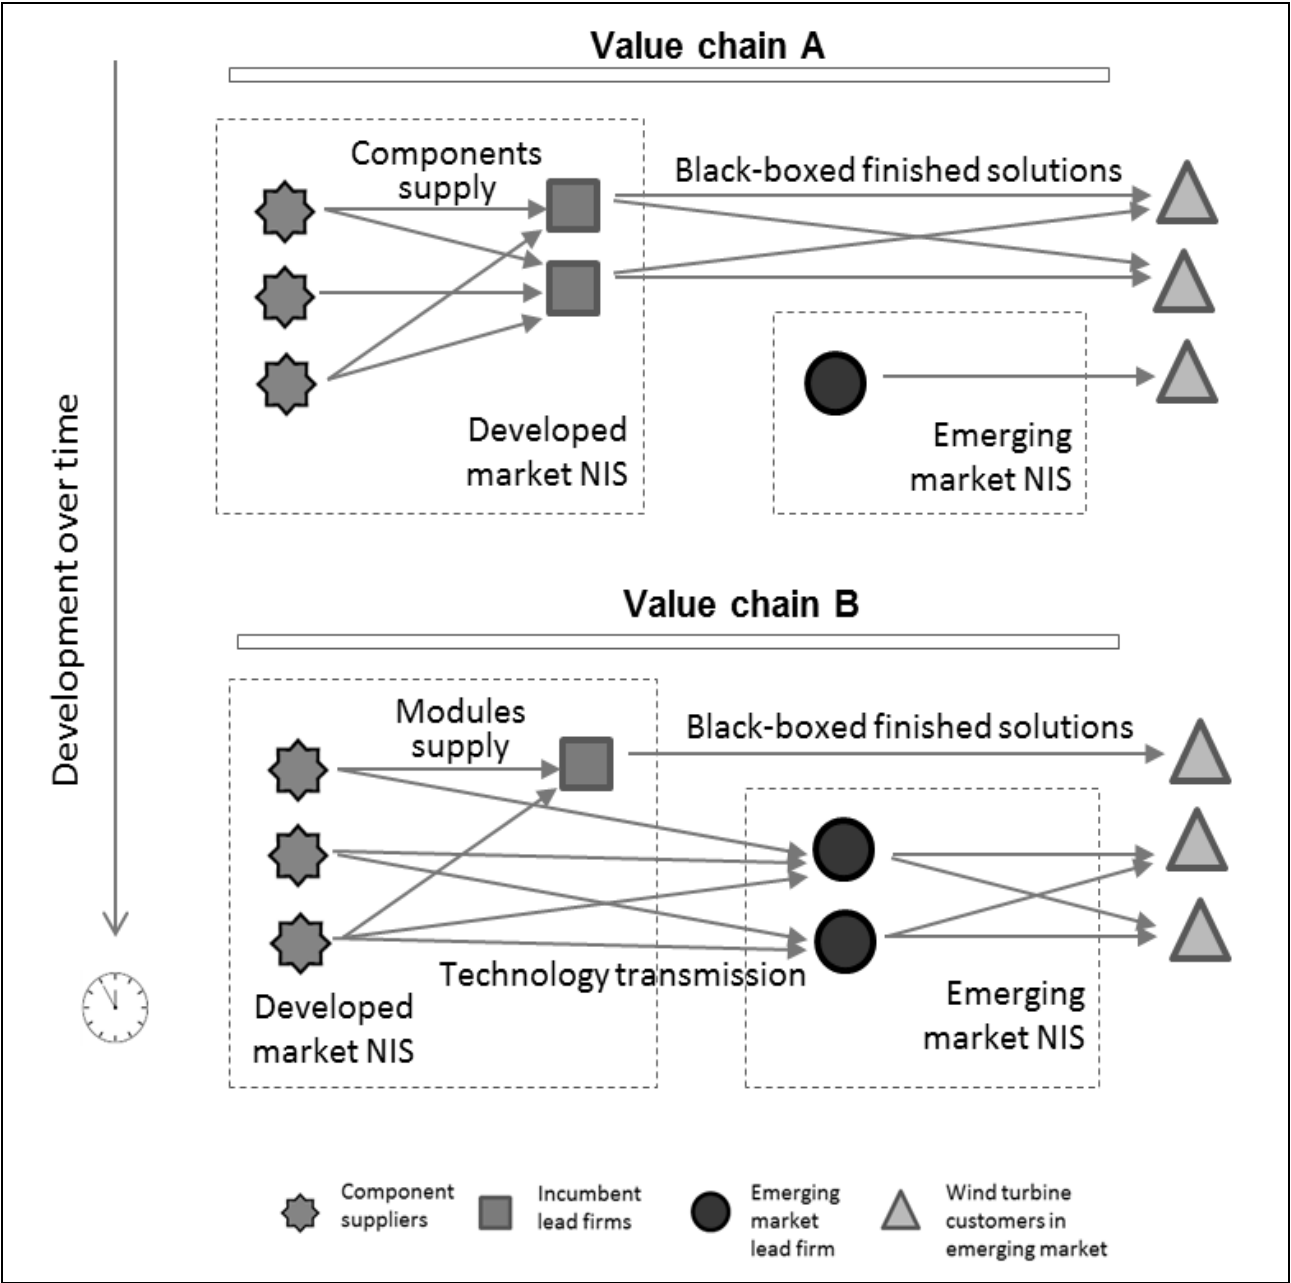 Value chain A
Components
supply
Black-boxed finished solutions
Developed
market NIS
Emerging
market NIS
Development over time
Value chain B
Modules
supply
Black-boxed finished solutions
Technology transmission
Developed
market NIS
Emerging
market NIS
Component
suppliers
Incumbent
lead firms
Emerging
market
lead firm
Wind turbine
customers in
emerging market